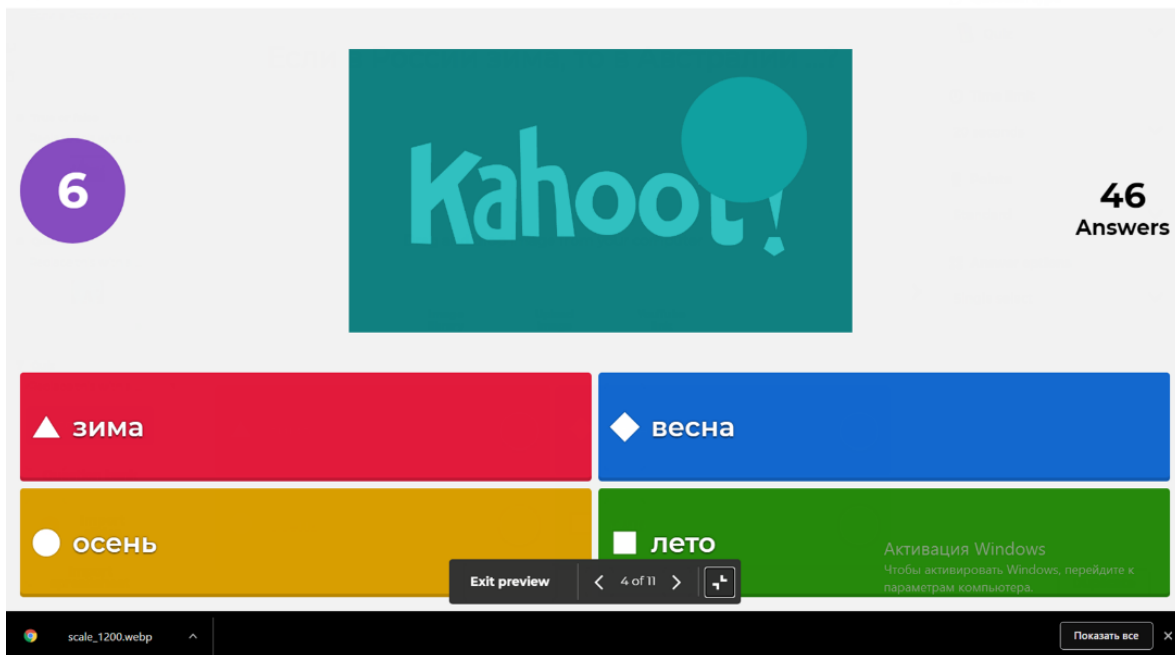 Kahoot!
6
46
Answers
зима
весна
осень
лето
Активация Windows
Чтобы активировать Windows, перейдите к
параметрам компьютера.
Exit preview
4 of 11
scale_1200.webp
Показать все